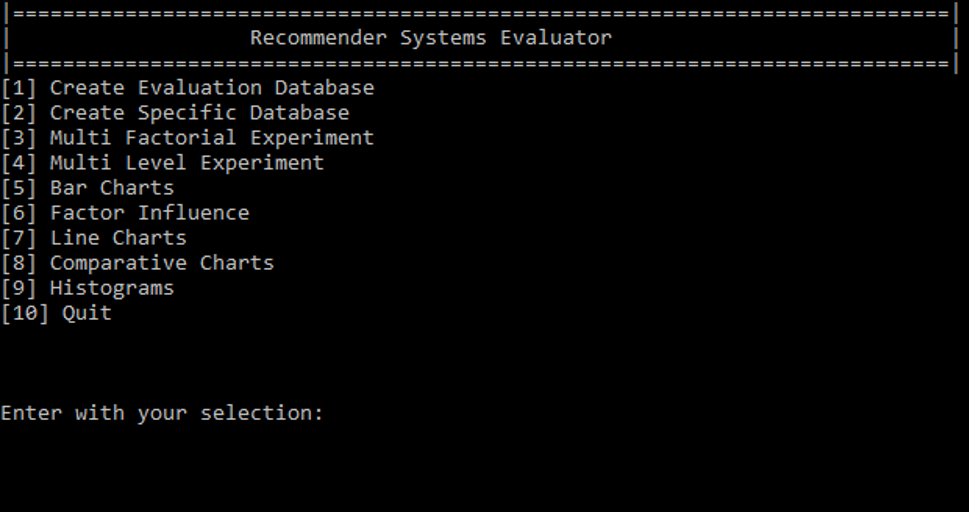 |===========================================================================|
| Recommender Systems Evaluator |
|===========================================================================|
[1] Create Evaluation Database
[2] Create Specific Database
[3] Multi Factorial Experiment
[4] Multi Level Experiment
[5] Bar Charts
[6] Factor Influence
[7] Line Charts
[8] Comparative Charts
[9] Histograms
[10] Quit
Enter with your selection: